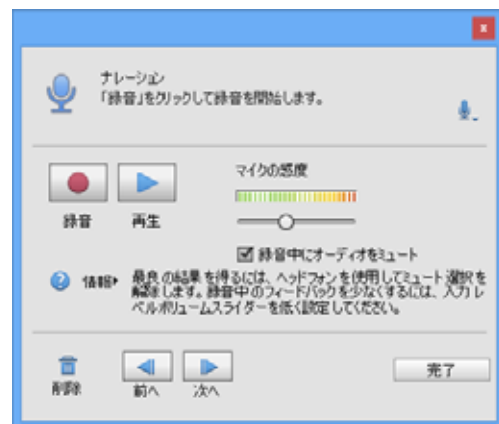 ナレーション
「録音」をクリックして録音を開始します。
マイクの感度
録音
再生
録音中にオーディオをミュート
情報
最良の結果を得るには、ヘッドフォンを使用してミュート選択を
解除します。録音中のフィードバックを少なくするには、入力レ
ベルボリュームスライダーを低く設定してください。
削除
前へ
次へ
完了